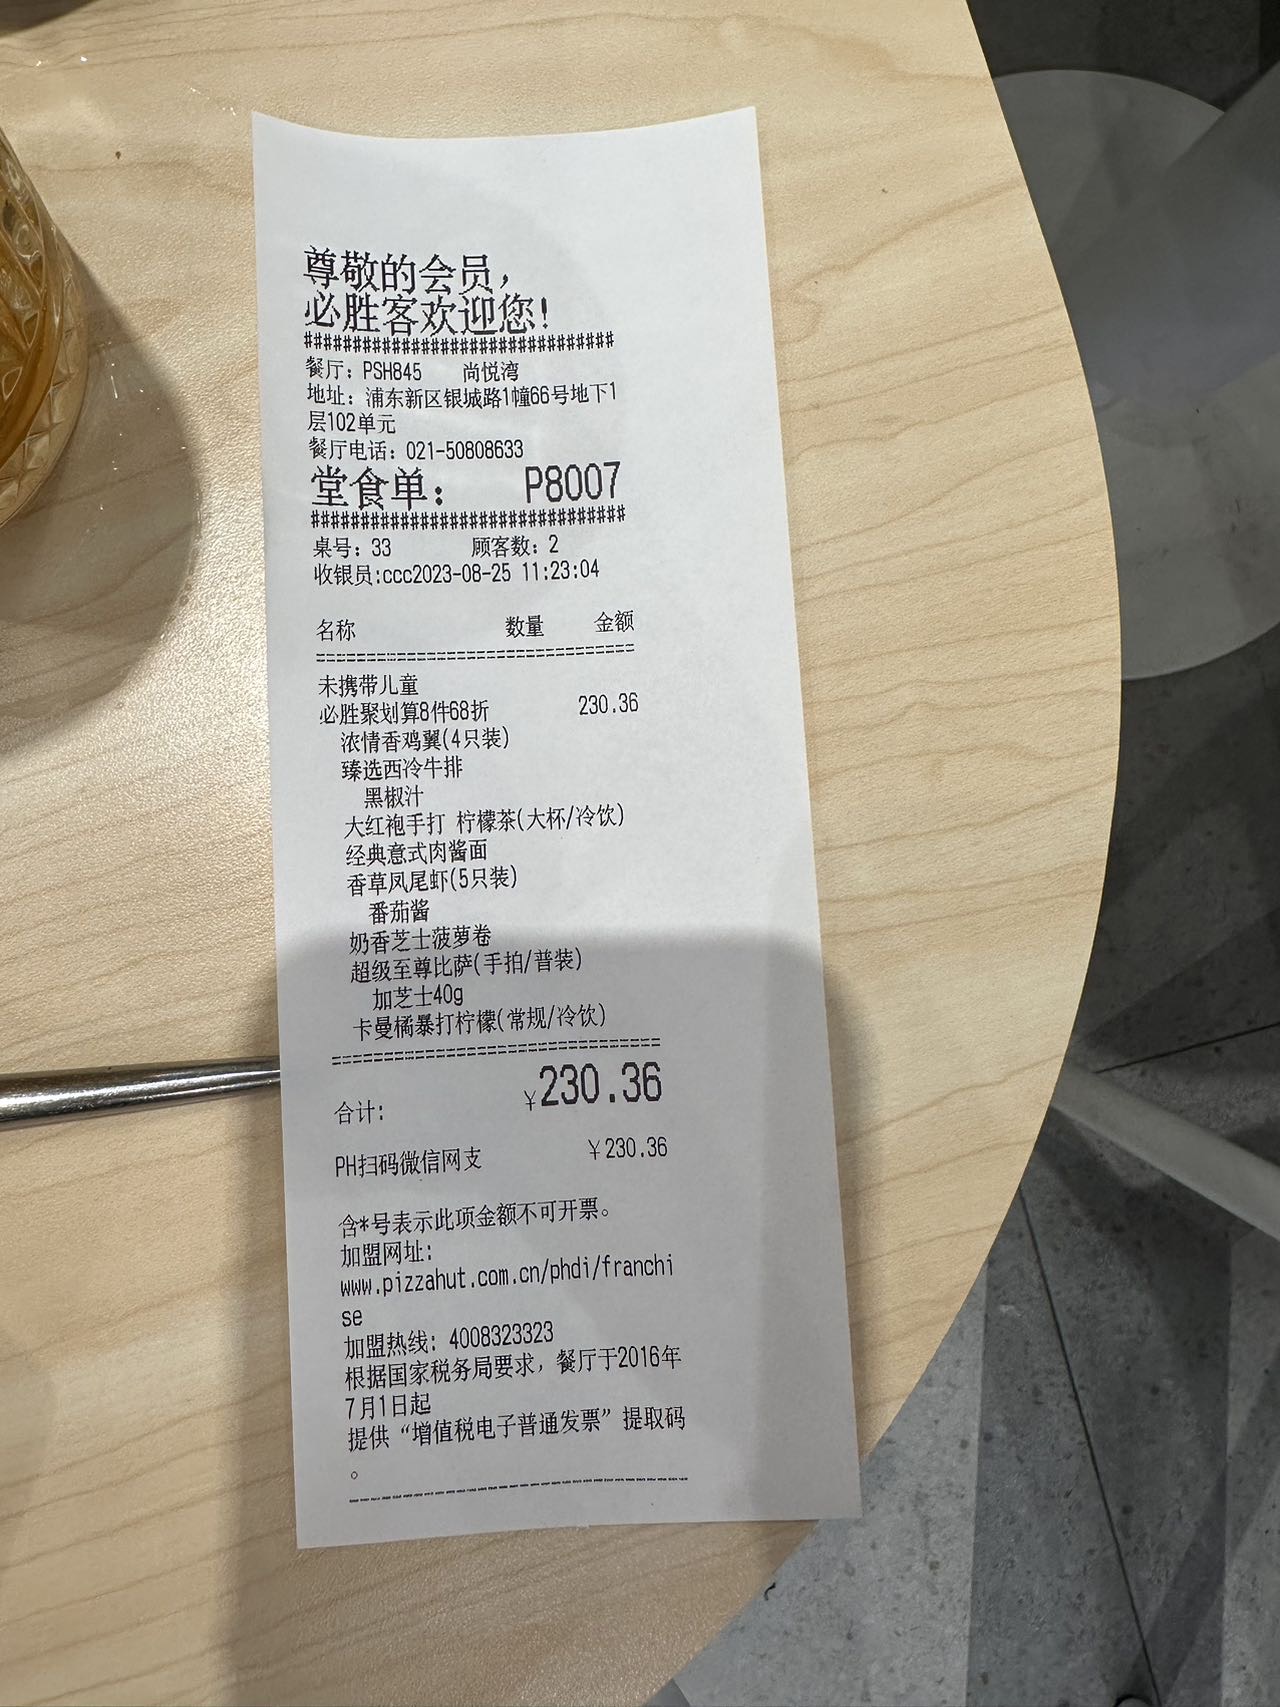 尊敬的会员，
必胜客欢迎您!
###############################
餐厅：PSH845 尚悦湾
地址：浦东新区银城路1幢66号地下1
层102单元
餐厅电话：021-50808633
堂食单： P8007
###############################
桌号：33 顾客数：2
收银员:ccc2023-08-25 11:23:04
名称 数量 金额
================================
未携带儿童
必胜聚划算8件68折 230.36
浓情香鸡翼(4只装)
臻选西冷牛排
黑椒汁
大红袍手打 柠檬茶(大杯/冷饮)
经典意式肉酱面
香草凤尾虾(5只装)
番茄酱
奶香芝士菠萝卷
超级至尊比萨(手拍/普装)
加芝士40g
卡曼橘暴打柠檬(常规/冷饮)
================================
合计: ￥230.36
PH扫码微信网支 ￥230.36
含*号表示此项金额不可开票。
加盟网址:
www.pizzahut.com.cn/phdi/franchi
se
加盟热线: 4008323323
根据国家税务局要求，餐厅于2016年
7月1日起
提供“增值税电子普通发票”提取码
。
--------------------------------